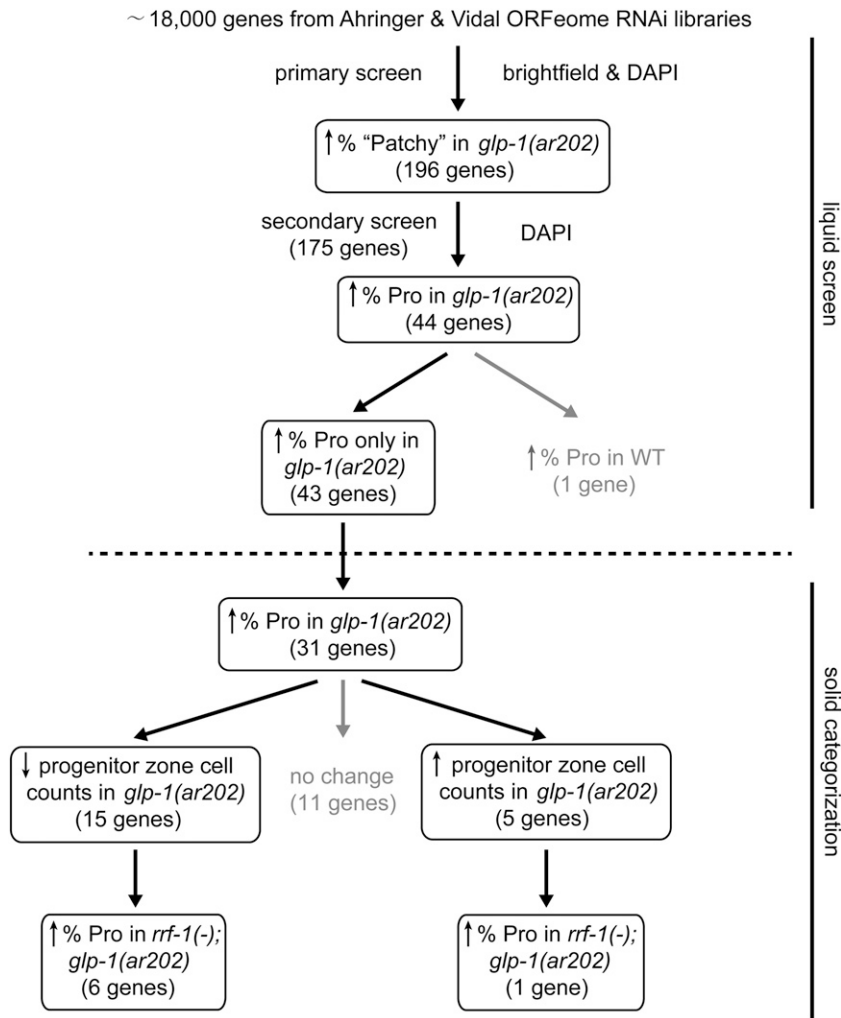 ~ 18,000 genes from Ahringer & Vidal ORFeome RNAi libraries
primary screen
brightfield & DAPI
↑% “Patchy” in glp-1(ar202)
(196 genes)
secondary screen
(175 genes)
DAPI
↑% Pro in glp-1(ar202)
(44 genes)
↑% Pro only in
glp-1(ar202)
(43 genes)
↑% Pro in WT
(1 gene)
liquid screen
↑% Pro in glp-1(ar202)
(31 genes)
↓ progenitor zone cell
counts in glp-1(ar202)
(15 genes)
no change
(11 genes)
↑ progenitor zone cell
counts in glp-1(ar202)
(5 genes)
↑% Pro in rrf-1(-);
glp-1(ar202)
(6 genes)
↑% Pro in rrf-1(-);
glp-1(ar202)
(1 gene)
solid categorization